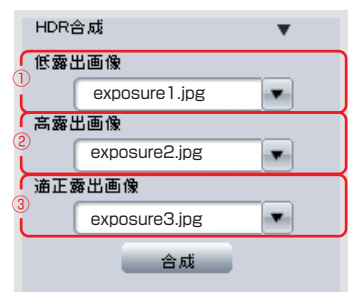 HDR合成 ▼
低露出画像
① exposure1.jpg ▼
高露出画像
② exposure2.jpg ▼
適正露出画像
③ exposure3.jpg ▼
合成